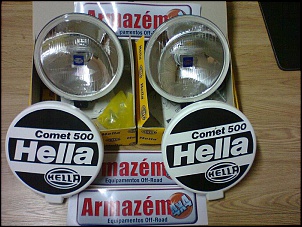 Armazém
Equipamentos Off-Road
Comet 500
Hella
HELLA
Comet 500
Hella
HELLA
Armazém
Equipamentos Off-Road
Armazém 4x4
Equipamentos Off-Road